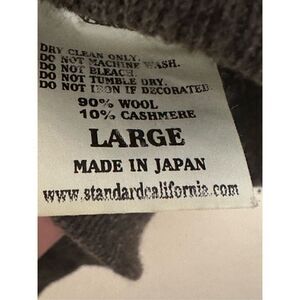 DRY CLEAN ONLY.
DO NOT MACHINE WASH.
DO NOT BLEACH.
DO NOT TUMBLE DRY.
DO NOT IRON IF DECORATED.
90% WOOL
10% CASHMERE
LARGE
MADE IN JAPAN
www.standardcalifornia.com